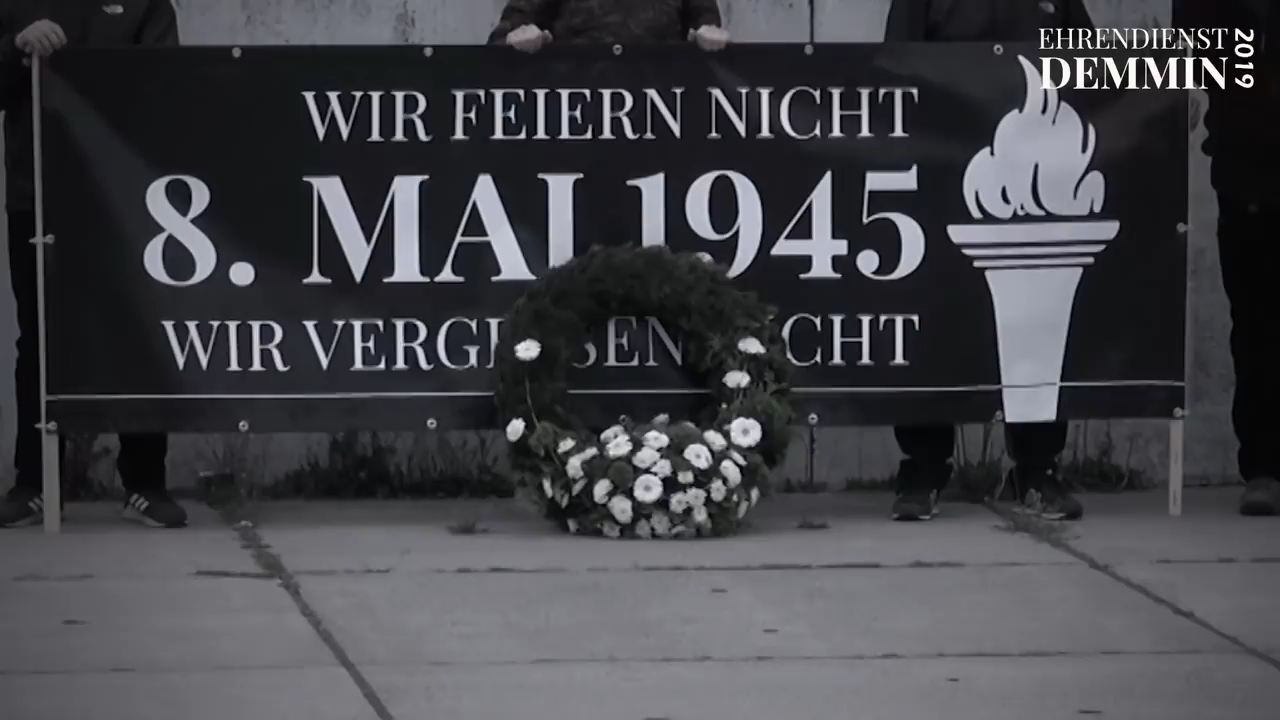 EHRENDIENST
DEMMIN
2019
WIR FEIERN NICHT
8. MAI 1945
WIR